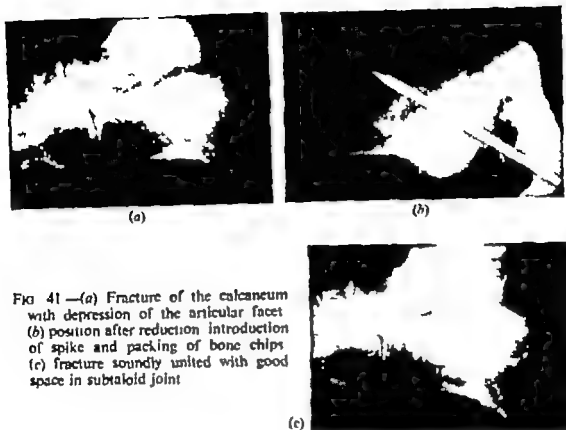 (a)
(b)
FIG 41 —(a) Fracture of the calcaneum
with depression of the articular facet
(b) position after reduction introduction
of spike and packing of bone chips
(c) fracture soundly united with good
space in subtaloid joint
(c)